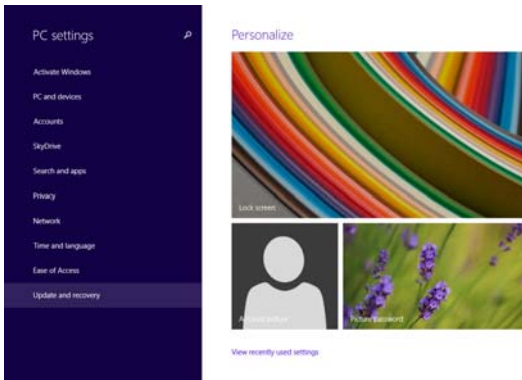 PC settings
Activate Windows
PC and devices
Accounts
SkyDrive
Search and apps
Privacy
Network
Time and language
Ease of Access
Update and recovery
Personalize
Lock screen
Account picture
Picture password
View recently used settings